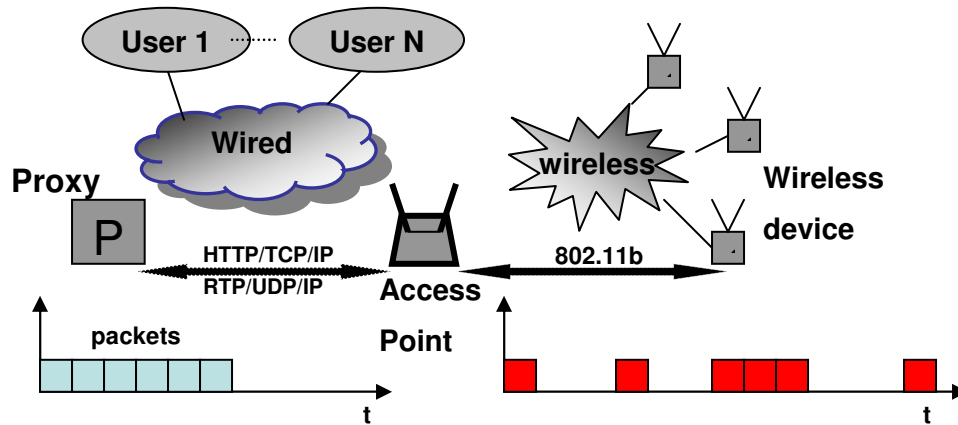 User 1
User N
Wired
wireless
Proxy
P
Wireless
device
HTTP/TCP/IP
RTP/UDP/IP
802.11b
Access
Point
packets
t
t